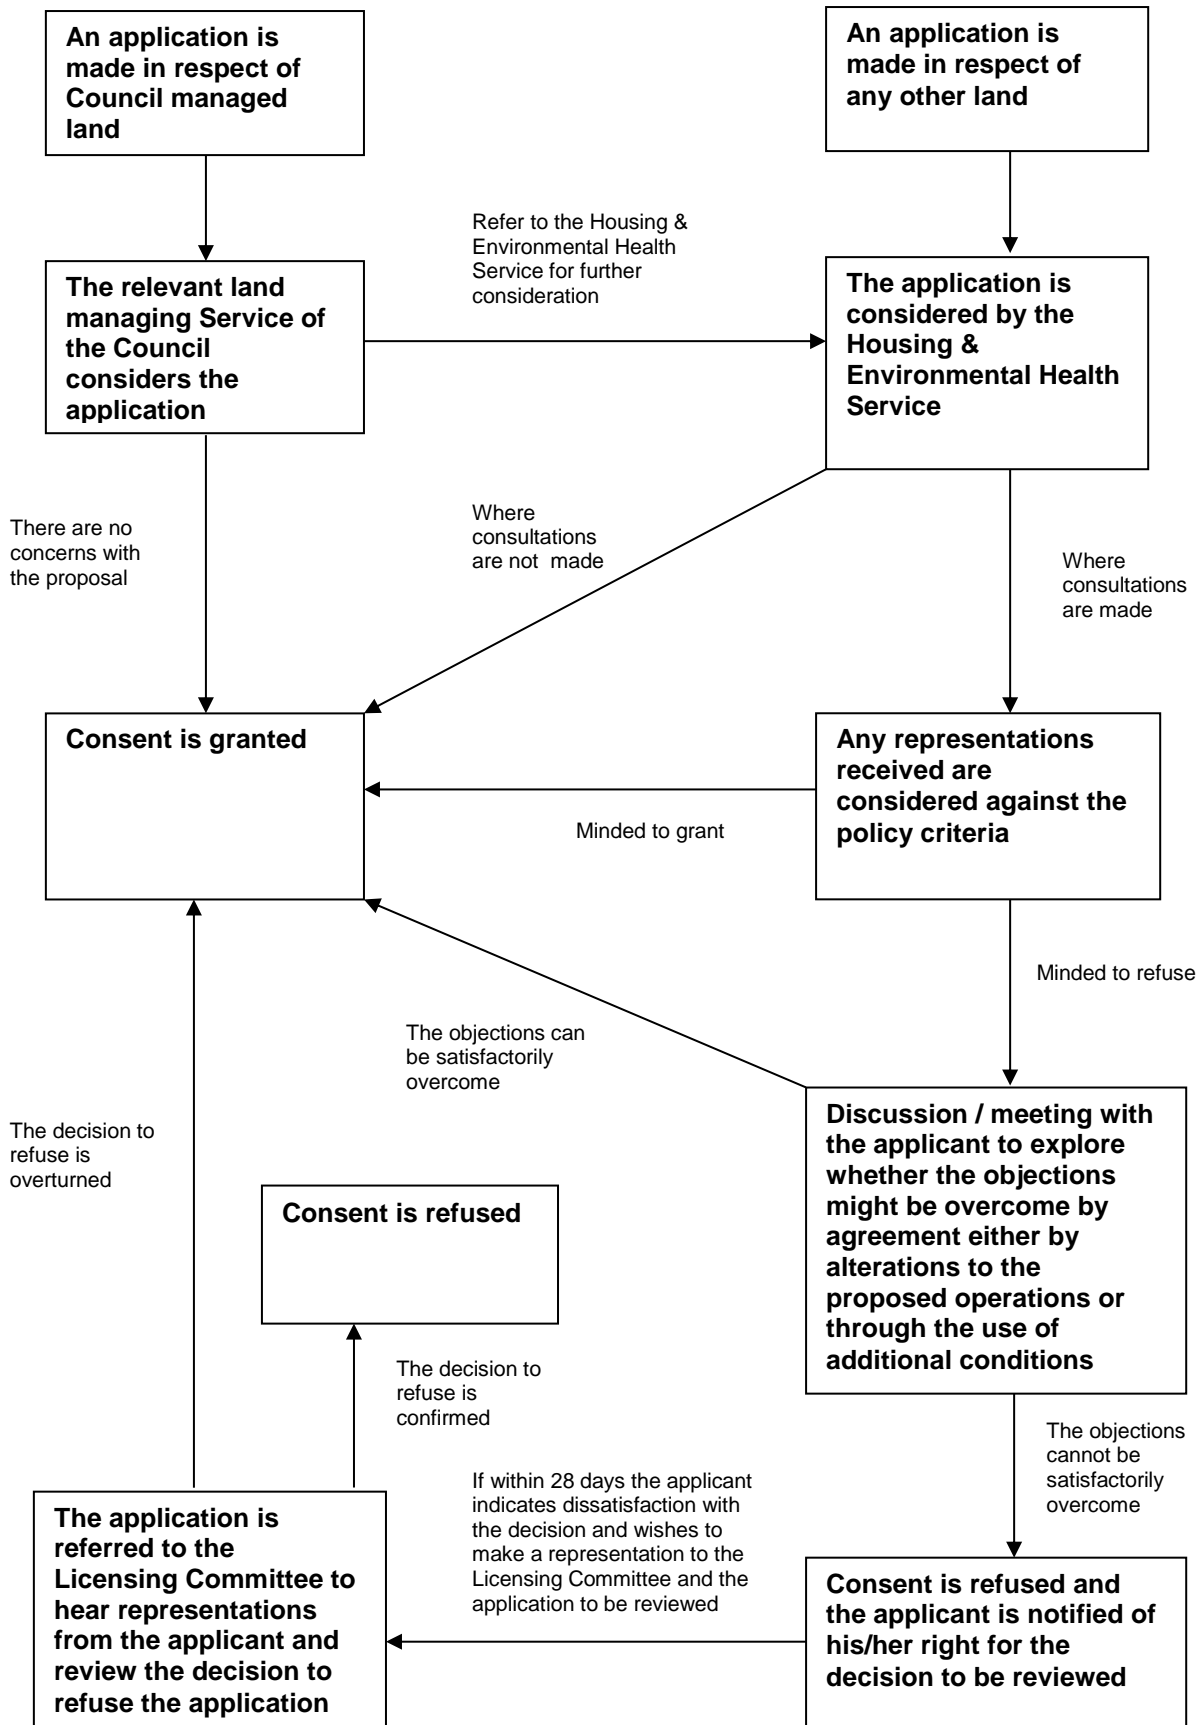 An application is
made in respect of
Council managed
land
An application is
made in respect of
any other land
Refer to the Housing &
Environmental Health
Service for further
consideration
The relevant land
managing Service of
the Council
considers the
application
The application is
considered by the
Housing &
Environmental Health
Service
There are no
concerns with
the proposal
Where
consultations
are not  made
Where
consultations
are made
Consent is granted
Any representations
received are
considered against the
policy criteria
Minded to grant
Minded to refuse
The objections can
be satisfactorily
overcome
The decision to
refuse is
overturned
Discussion / meeting with
the applicant to explore
whether the objections
might be overcome by
agreement either by
alterations to the
proposed operations or
through the use of
additional conditions
Consent is refused
The decision to
refuse is
confirmed
The objections
cannot be
satisfactorily
overcome
If within 28 days the applicant
indicates dissatisfaction with
the decision and wishes to
make a representation to the
Licensing Committee and the
application to be reviewed
The application is
referred to the
Licensing Committee to
hear representations
from the applicant and
review the decision to
refuse the application
Consent is refused and
the applicant is notified of
his/her right for the
decision to be reviewed